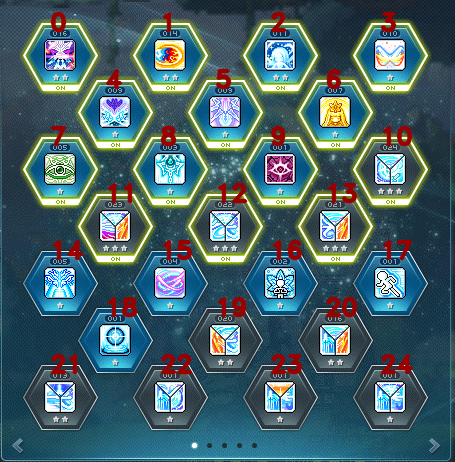 0 1 2 3
016 014 011 010
ON ON ON ON
4 5 6
009 009 007
ON ON ON
7 8 9 10
005 003 001 024
ON ON ON ON
11 12 13
023 022 021
ON ON ON
14 15 16 17
005 004 002 001
18 19 20
001 020 016
21 22 23 24
013 001 001 001